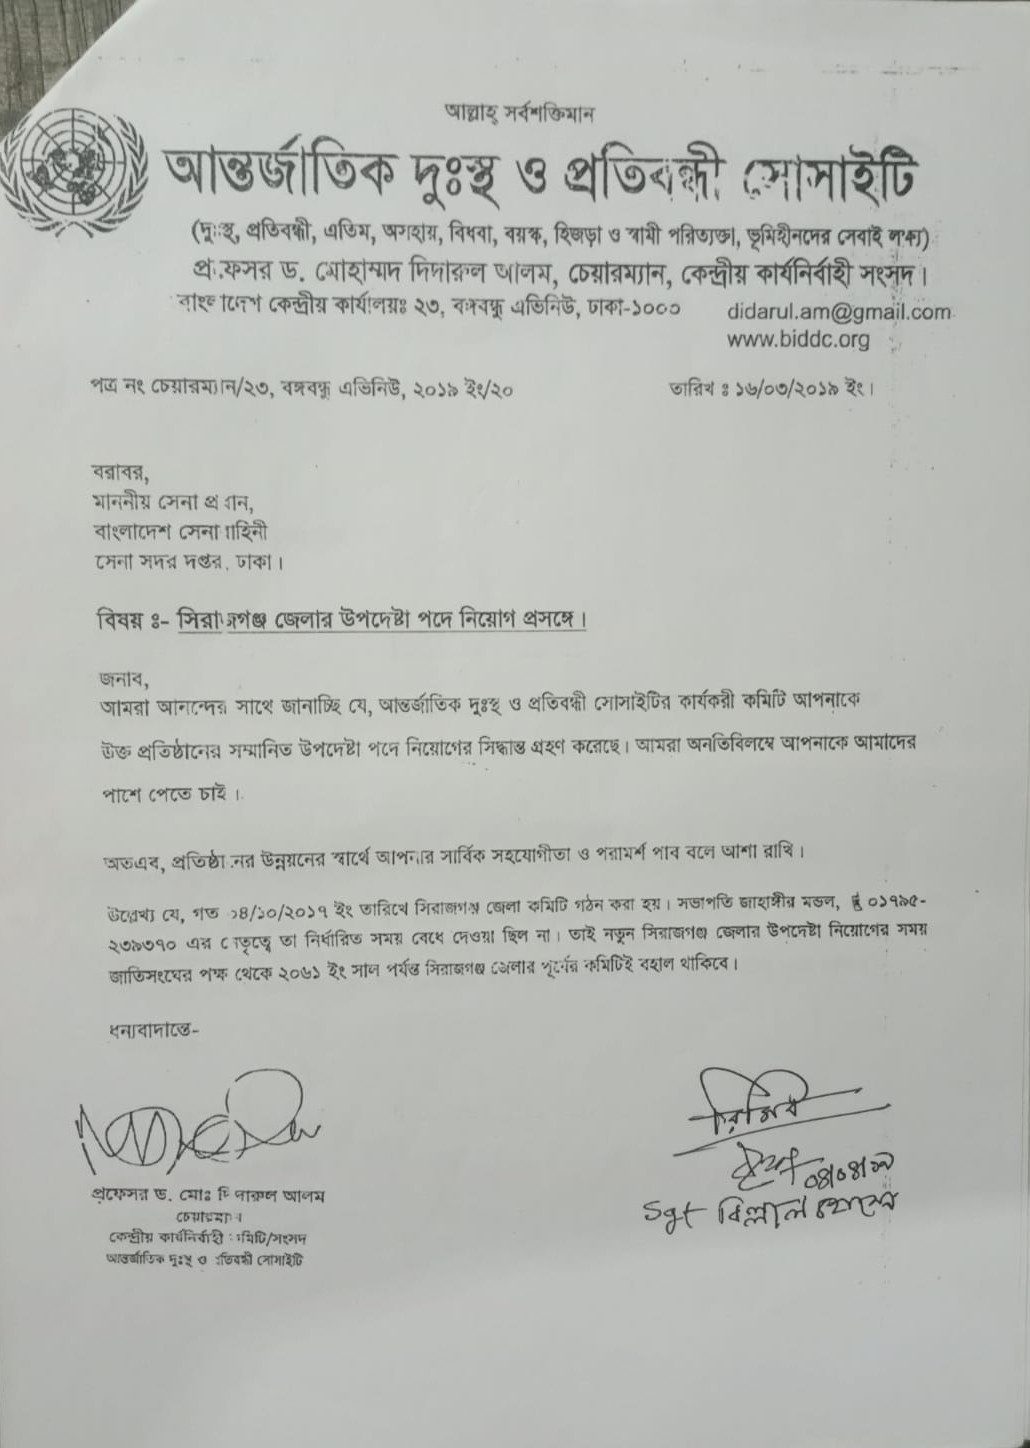 আল্লাহ্ সর্বশক্তিমান
আন্তর্জাতিক দুঃস্থ ও প্রতিবন্ধী সোসাইটি
(দুঃস্থ, প্রতিবন্ধী, এতিম, অসহায়, বিধবা, বয়স্ক, হিজড়া ও স্বামী পরিত্যক্তা, ভূমিহীনদের সেবাই লক্ষ্য)
প্রফেসর ড. মোহাম্মদ দিদারুল আলম, চেয়ারম্যান, কেন্দ্রীয় কার্যনির্বাহী সংসদ।
বাংলাদেশ কেন্দ্রীয় কার্যালয়ঃ ২৩, বঙ্গবন্ধু এভিনিউ, ঢাকা-১০০০ didarul.am@gmail.com
www.biddc.org
পত্র নং চেয়ারম্যান/২৩, বঙ্গবন্ধু এভিনিউ, ২০১৯ ইং/২০ তারিখ ঃ ১৬/০৩/২০১৯ ইং।
বরাবর,
মাননীয় সেনা প্রধান,
বাংলাদেশ সেনাবাহিনী
সেনা সদর দপ্তর, ঢাকা।
বিষয় ঃ- সিরাজগঞ্জ জেলার উপদেষ্টা পদে নিয়োগ প্রসঙ্গে।
জনাব,
আমরা আনন্দের সাথে জানাচ্ছি যে, আন্তর্জাতিক দুঃস্থ ও প্রতিবন্ধী সোসাইটির কার্যকরী কমিটি আপনাকে
উক্ত প্রতিষ্ঠানের সম্মানিত উপদেষ্টা পদে নিয়োগের সিদ্ধান্ত গ্রহণ করেছে। আমরা অনতিবিলম্বে আপনাকে আমাদের
পাশে পেতে চাই।
অতএব, প্রতিষ্ঠানের উন্নয়নের স্বার্থে আপনার সার্বিক সহযোগীতা ও পরামর্শ পাব বলে আশা রাখি।
উল্লেখ্য যে, গত ১৪/১০/২০১৭ ইং তারিখে সিরাজগঞ্জ জেলা কমিটি গঠন করা হয়। সভাপতি জাহাঙ্গীর মন্ডল, ০১৭৯৫-
২৩৯৩৭০ এর নেতৃত্বে তা নির্ধারিত সময় বেধে দেওয়া ছিল না। তাই নতুন সিরাজগঞ্জ জেলার উপদেষ্টা নিয়োগের সময়
জাতিসংঘের পক্ষ থেকে ২০৬১ ইং সাল পর্যন্ত সিরাজগঞ্জ জেলার পূর্বের কমিটিই বহাল থাকিবে।
ধন্যবাদান্তে-
প্রফেসর ড. মোঃ দিদারুল আলম
চেয়ারম্যান
কেন্দ্রীয় কার্যনির্বাহী কমিটি/সংসদ
আন্তর্জাতিক দুঃস্থ ও প্রতিবন্ধী সোসাইটি
০৪/০৪/১৯
Sgt বিল্লাল হোসেন